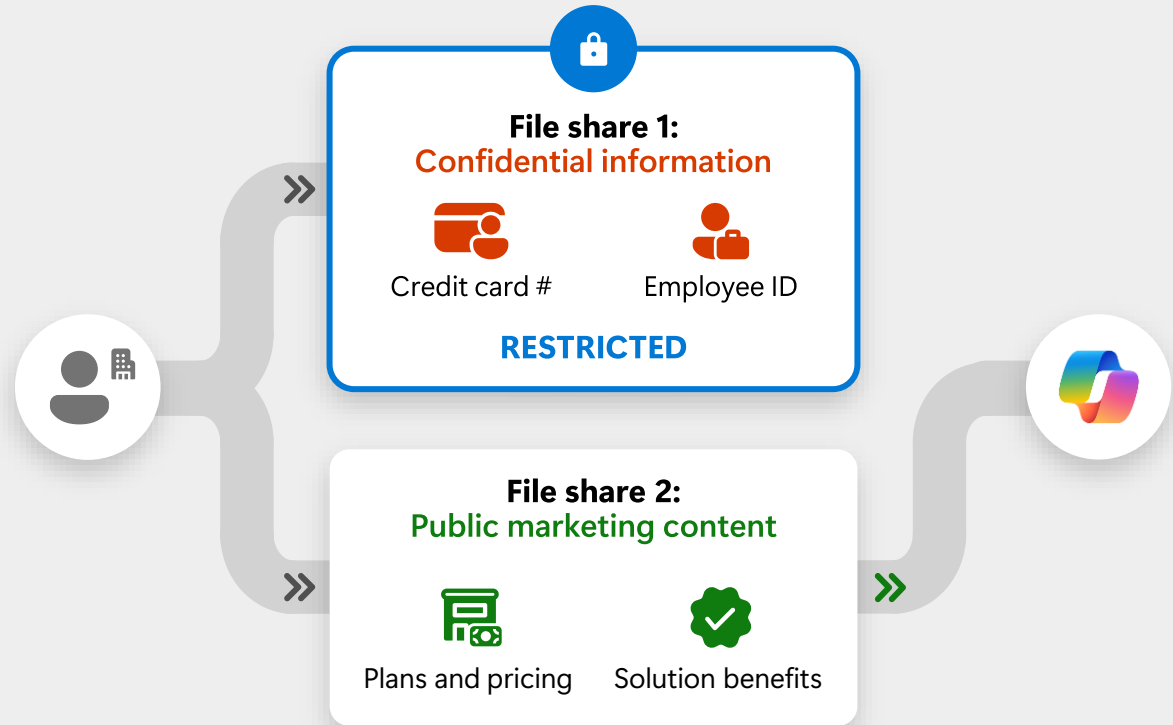 File share 1:
Confidential information
Credit card #
Employee ID
RESTRICTED
File share 2:
Public marketing content
Plans and pricing
Solution benefits